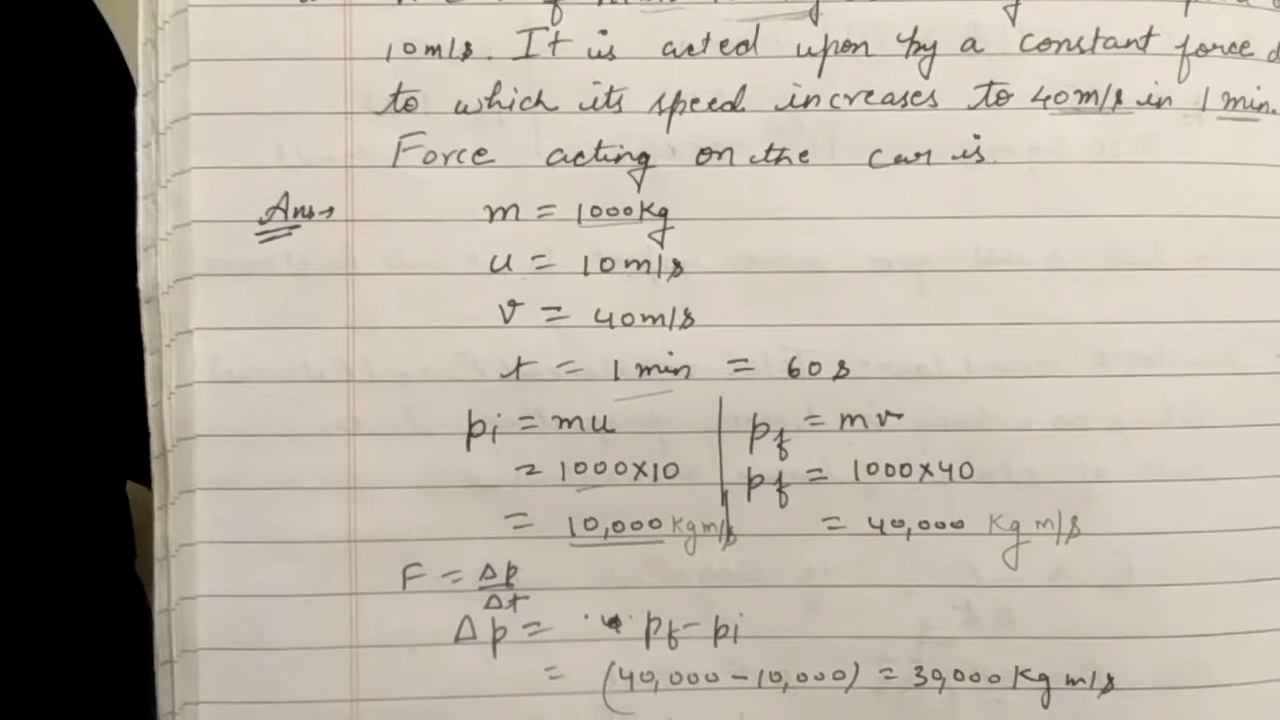 10m/s. It is acted upon by a constant force
to which its speed increases to 40m/s in 1 min.
Force acting on the car is
Ans→ m = 1000kg
u = 10m/s
v = 40m/s
t = 1 min = 60s
pi = mu | pf = mv
= 1000×10 | pf = 1000×40
= 10,000 Kgm/s = 40,000 Kg m/s
F = Δp/Δt
Δp = pf - pi
= (40,000 - 10,000) = 30,000 Kg m/s